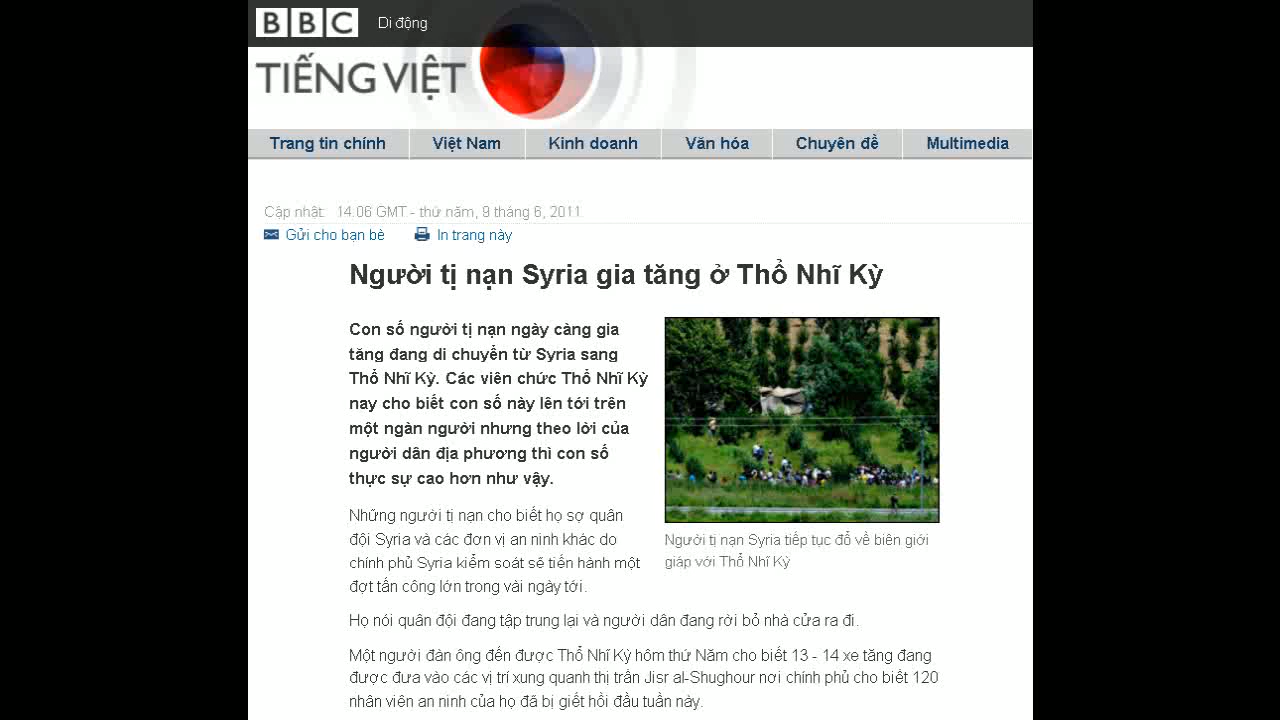 BBC Di động
TIẾNG VIỆT
Trang tin chính Việt Nam Kinh doanh Văn hóa Chuyên đề Multimedia
Cập nhật: 14:06 GMT - thứ năm, 9 tháng 6, 2011
Gửi cho bạn bè In trang này
Người tị nạn Syria gia tăng ở Thổ Nhĩ Kỳ
Con số người tị nạn ngày càng gia
tăng đang di chuyển từ Syria sang
Thổ Nhĩ Kỳ. Các viên chức Thổ Nhĩ Kỳ
nay cho biết con số này lên tới trên
một ngàn người nhưng theo lời của
người dân địa phương thì con số
thực sự cao hơn như vậy.
Người tị nạn Syria tiếp tục đổ về biên giới
giáp với Thổ Nhĩ Kỳ
Những người tị nạn cho biết họ sợ quân
đội Syria và các đơn vị an ninh khác do
chính phủ Syria kiểm soát sẽ tiến hành một
đợt tấn công lớn trong vài ngày tới.
Họ nói quân đội đang tập trung lại và người dân đang rời bỏ nhà cửa ra đi.
Một người đàn ông đến được Thổ Nhĩ Kỳ hôm thứ Năm cho biết 13 - 14 xe tăng đang
được đưa vào các vị trí xung quanh thị trấn Jisr al-Shughour nơi chính phủ cho biết 120
nhân viên an ninh của họ đã bị giết hồi đầu tuần này.